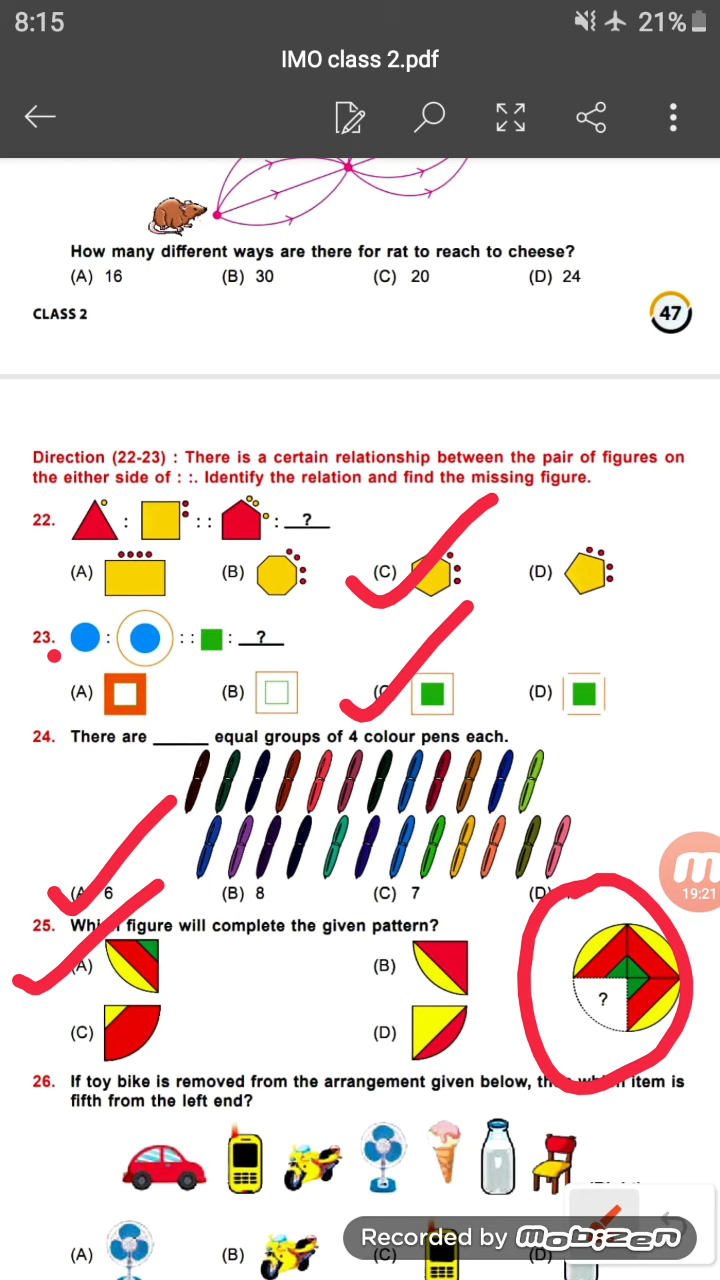 8:15 21%
IMO class 2.pdf
How many different ways are there for rat to reach to cheese?
(A) 16 (B) 30 (C) 20 (D) 24
CLASS 2 47
Direction (22-23) : There is a certain relationship between the pair of figures on
the either side of : :. Identify the relation and find the missing figure.
22. : : : : ?
(A) (B) (C) (D)
23. : : : : ?
(A) (B) (C) (D)
24. There are ______ equal groups of 4 colour pens each.
(A) 6 (B) 8 (C) 7 (D)
25. Which figure will complete the given pattern?
(A) (B)
?
(C) (D)
26. If toy bike is removed from the arrangement given below, then which item is
fifth from the left end?
(A) (B) (C) (D)
m
19:21
Recorded by mobizen